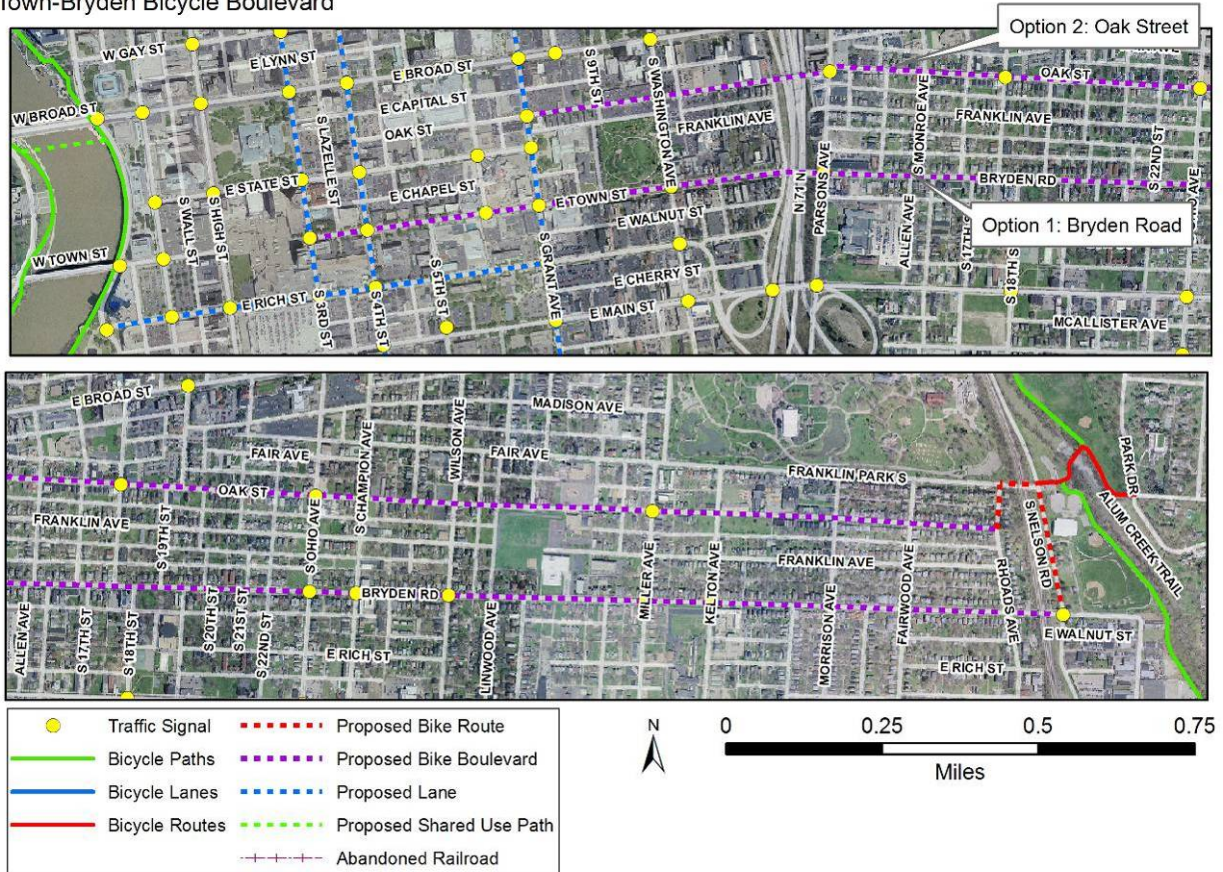 Town-Bryden Bicycle Boulevard
Option 2: Oak Street
W GAY ST
E LYNN ST
E BROAD ST
S 9TH ST
S WASHINGTON AVE
OAK ST
W BROAD ST
E CAPITAL ST
S LAZELLE ST
OAK ST
FRANKLIN AVE
S MONROE AVE
FRANKLIN AVE
S 22ND ST
E STATE ST
E CHAPEL ST
E TOWN ST
N 71 N
PARSONS AVE
BRYDEN RD
S WALL ST
S HIGH ST
E WALNUT ST
ALLEN AVE
S 17TH S
Option 1: Bryden Road
W TOWN ST
S 5TH ST
S GRANT AVE
E CHERRY ST
S 18TH S
E RICH ST
S 3RD ST
S 4TH ST
E MAIN ST
MCALLISTER AVE
E BROAD ST
S CHAMPION AVE
WILSON AVE
MADISON AVE
FAIR AVE
FAIR AVE
FRANKLIN PARK S
PARK DR
OAK ST
FRANKLIN AVE
S 19TH ST
S OHIO AVE
S NELSON RD
ALUM CREEK TRAIL
FRANKLIN AVE
MILLER AVE
KELTON AVE
FAIRWOOD AVE
RHOADS AVE
BRYDEN RD
ALLEN AVE
S 17TH ST
S 18TH ST
S 20TH ST
S 21ST ST
S 22ND ST
E RICH ST
LINWOOD AVE
MORRISON AVE
E WALNUT ST
E RICH ST
Traffic Signal
Bicycle Paths
Bicycle Lanes
Bicycle Routes
Proposed Bike Route
Proposed Bike Boulevard
Proposed Lane
Proposed Shared Use Path
Abandoned Railroad
N
0 0.25 0.5 0.75
Miles